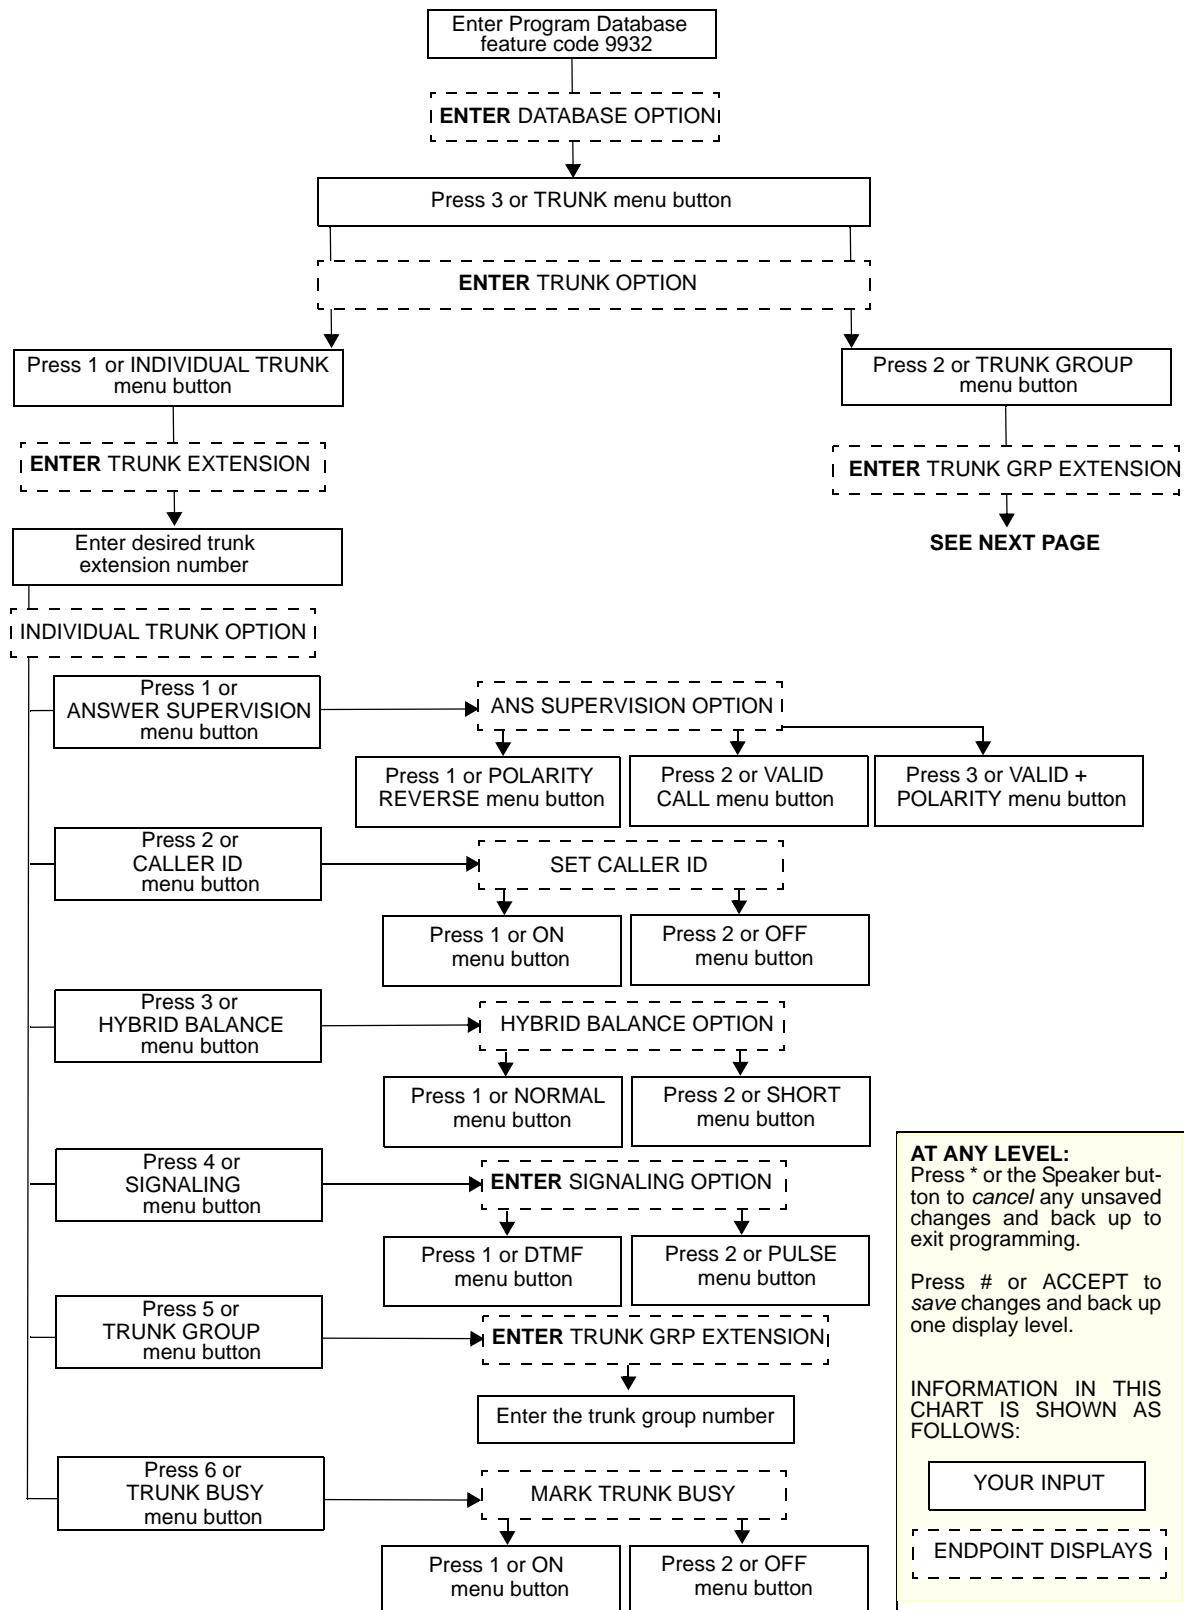 Enter Program Database
feature code 9932
ENTER DATABASE OPTION
Press 3 or TRUNK menu button
ENTER TRUNK OPTION
Press 1 or INDIVIDUAL TRUNK
menu button
Press 2 or TRUNK GROUP
menu button
ENTER TRUNK EXTENSION
ENTER TRUNK GRP EXTENSION
Enter desired trunk
extension number
SEE NEXT PAGE
INDIVIDUAL TRUNK OPTION
Press 1 or
ANSWER SUPERVISION
menu button
ANS SUPERVISION OPTION
Press 1 or POLARITY
REVERSE menu button
Press 2 or VALID
CALL menu button
Press 3 or VALID +
POLARITY menu button
Press 2 or
CALLER ID
menu button
SET CALLER ID
Press 1 or ON
menu button
Press 2 or OFF
menu button
Press 3 or
HYBRID BALANCE
menu button
HYBRID BALANCE OPTION
Press 1 or NORMAL
menu button
Press 2 or SHORT
menu button
Press 4 or
SIGNALING
menu button
ENTER SIGNALING OPTION
Press 1 or DTMF
menu button
Press 2 or PULSE
menu button
Press 5 or
TRUNK GROUP
menu button
ENTER TRUNK GRP EXTENSION
Enter the trunk group number
Press 6 or
TRUNK BUSY
menu button
MARK TRUNK BUSY
Press 1 or ON
menu button
Press 2 or OFF
menu button
AT ANY LEVEL:
Press * or the Speaker but-
ton to cancel any unsaved
changes and back up to
exit programming.
Press # or ACCEPT to
save changes and back up
one display level.
INFORMATION IN THIS
CHART IS SHOWN AS
FOLLOWS:
YOUR INPUT
ENDPOINT DISPLAYS